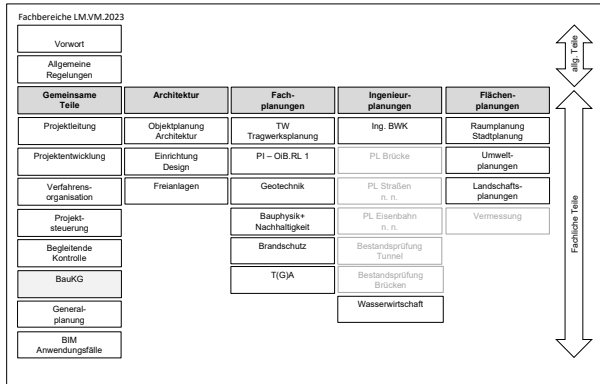 Fachbereiche LM.VM.2023
Vorwort
Allgemeine
Regelungen
allg. Teile
Gemeinsame
Teile
Projektleitung
Projektentwicklung
Verfahrens-
organisation
Projekt-
steuerung
Begleitende
Kontrolle
BauKG
General-
planung
BIM
Anwendungsfälle
Architektur
Objektplanung
Architektur
Einrichtung
Design
Freianlagen
Fach-
planungen
TW
Tragwerksplanung
PI – OiB.RL 1
Geotechnik
Bauphysik+
Nachhaltigkeit
Brandschutz
T(G)A
Ingenieur-
planungen
Ing. BWK
PL Brücke
PL Straßen
n. n.
PL Eisenbahn
n. n.
Bestandsprüfung
Tunnel
Bestandsprüfung
Brücken
Wasserwirtschaft
Flächen-
planungen
Raumplanung
Stadtplanung
Umwelt-
planungen
Landschafts-
planungen
Vermessung
Fachliche Teile